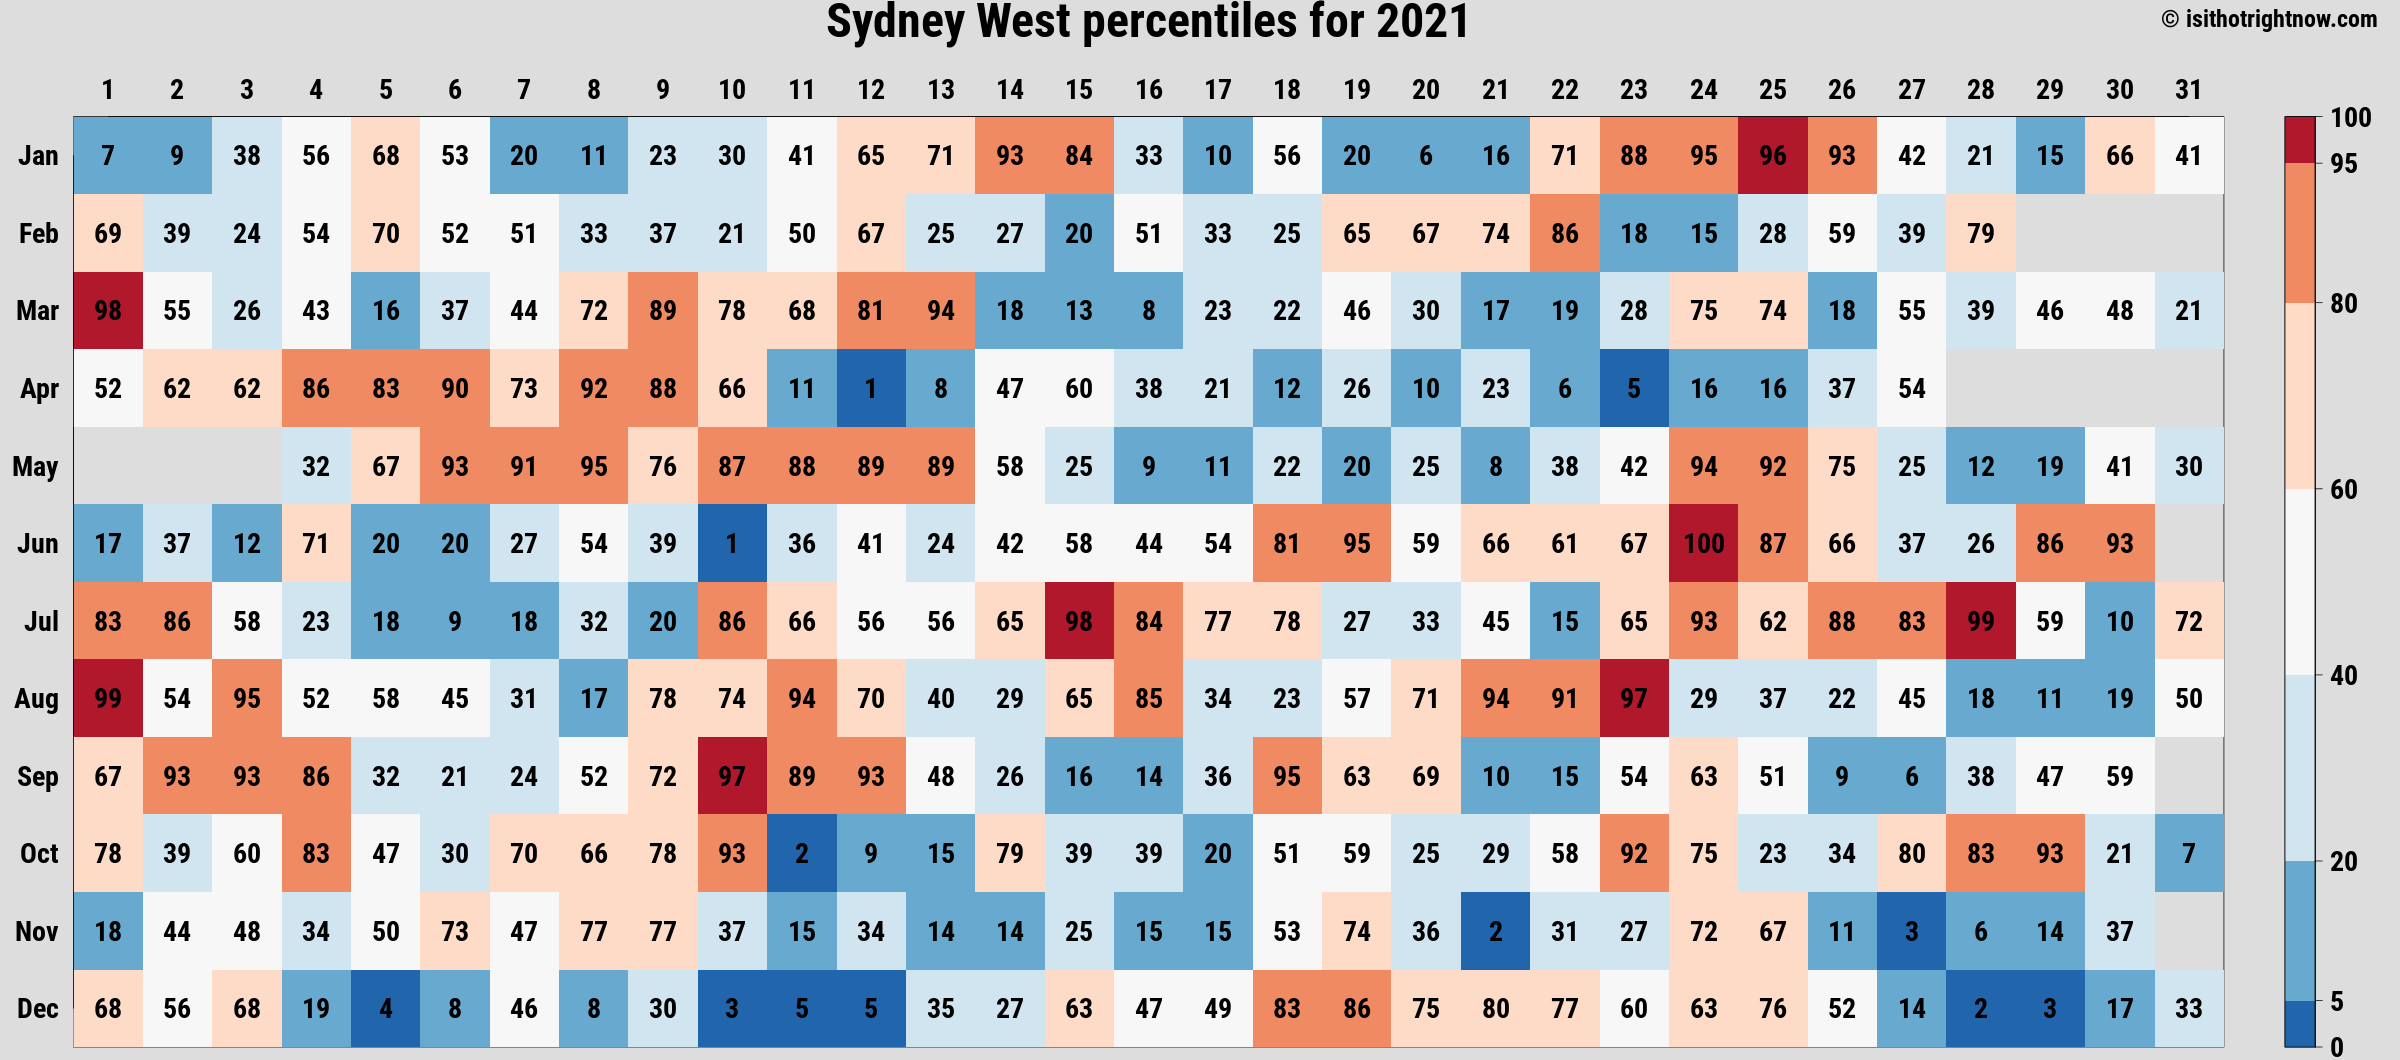 Sydney West percentiles for 2021
© isithotrightnow.com
1 2 3 4 5 6 7 8 9 10 11 12 13 14 15 16 17 18 19 20 21 22 23 24 25 26 27 28 29 30 31
Jan 7 9 38 56 68 53 20 11 23 30 41 65 71 93 84 33 10 56 20 6 16 71 88 95 96 93 42 21 15 66 41
Feb 69 39 24 54 70 52 51 33 37 21 50 67 25 27 20 51 33 25 65 67 74 86 18 15 28 59 39 79
Mar 98 55 26 43 16 37 44 72 89 78 68 81 94 18 13 8 23 22 46 30 17 19 28 75 74 18 55 39 46 48 21
Apr 52 62 62 86 83 90 73 92 88 66 11 1 8 47 60 38 21 12 26 10 23 6 5 16 16 37 54
May 32 67 93 91 95 76 87 88 89 89 58 25 9 11 22 20 25 8 38 42 94 92 75 25 12 19 41 30
Jun 17 37 12 71 20 20 27 54 39 1 36 41 24 42 58 44 54 81 95 59 66 61 67 100 87 66 37 26 86 93
Jul 83 86 58 23 18 9 18 32 20 86 66 56 56 65 98 84 77 78 27 33 45 15 65 93 62 88 83 99 59 10 72
Aug 99 54 95 52 58 45 31 17 78 74 94 70 40 29 65 85 34 23 57 71 94 91 97 29 37 22 45 18 11 19 50
Sep 67 93 93 86 32 21 24 52 72 97 89 93 48 26 16 14 36 95 63 69 10 15 54 63 51 9 6 38 47 59
Oct 78 39 60 83 47 30 70 66 78 93 2 9 15 79 39 39 20 51 59 25 29 58 92 75 23 34 80 83 93 21 7
Nov 18 44 48 34 50 73 47 77 77 37 15 34 14 14 25 15 15 53 74 36 2 31 27 72 67 11 3 6 14 37
Dec 68 56 68 19 4 8 46 8 30 3 5 5 35 27 63 47 49 83 86 75 80 77 60 63 76 52 14 2 3 17 33
100
95
80
60
40
20
5
0